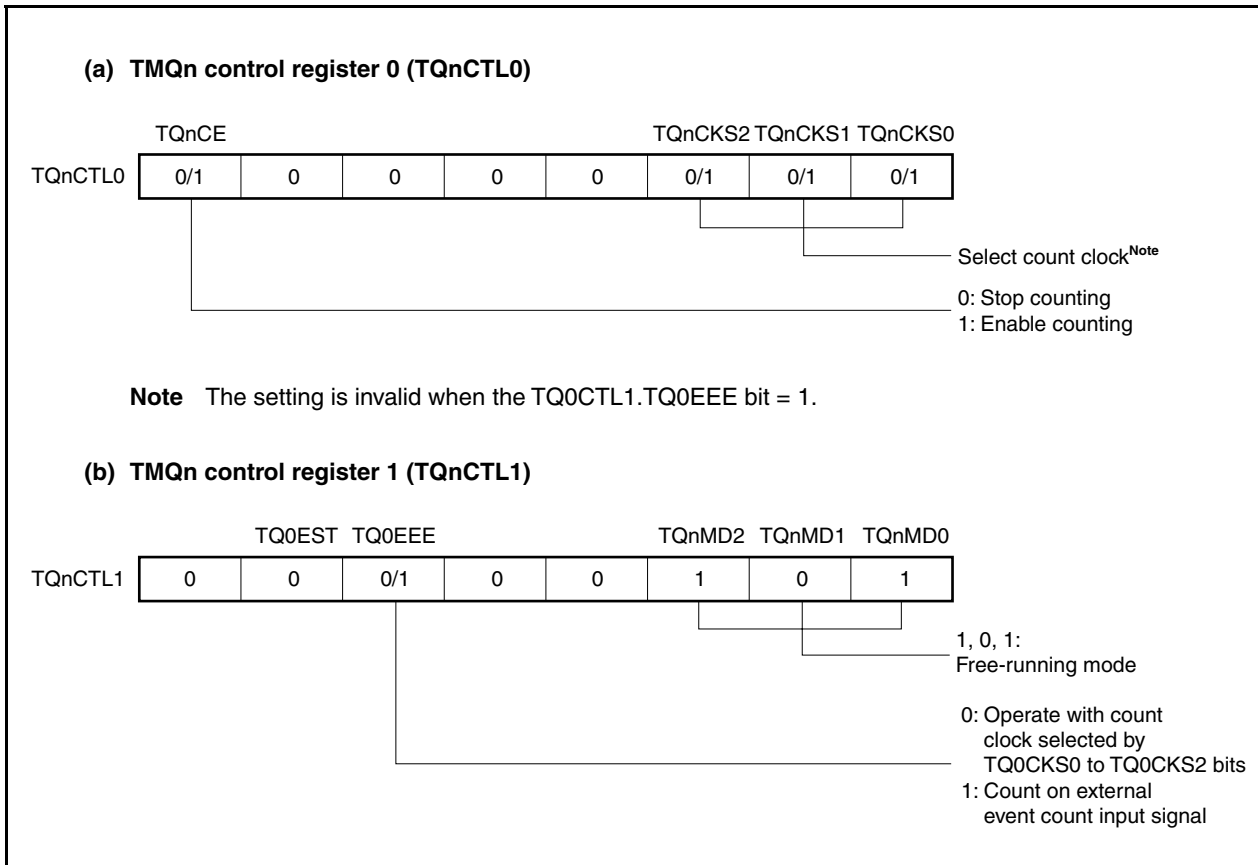 (a) TMQn control register 0 (TQnCTL0)
TQnCE TQnCKS2 TQnCKS1 TQnCKS0
TQnCTL0 0/1 0 0 0 0 0/1 0/1 0/1
Select count clockNote
0: Stop counting
1: Enable counting
Note The setting is invalid when the TQ0CTL1.TQ0EEE bit = 1.
(b) TMQn control register 1 (TQnCTL1)
TQ0EST TQ0EEE TQnMD2 TQnMD1 TQnMD0
TQnCTL1 0 0 0/1 0 0 1 0 1
1, 0, 1:
Free-running mode
0: Operate with count
clock selected by
TQ0CKS0 to TQ0CKS2 bits
1: Count on external
event count input signal